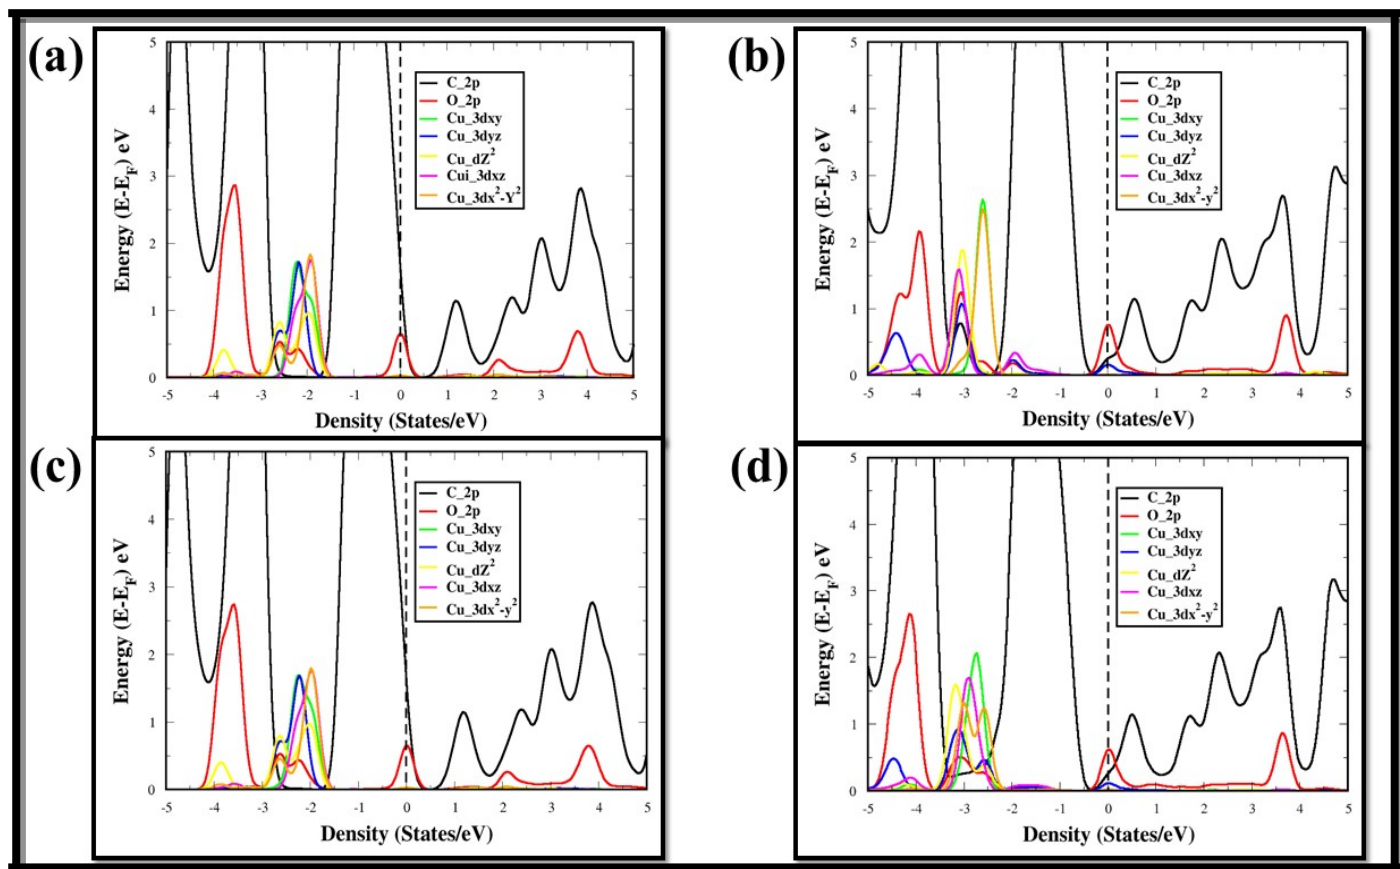 (a)
5
4
3
2
1
0
Energy (E-E_F) eV
C_2p
O_2p
Cu_3dxy
Cu_3dyz
Cu_dZ²
Cui_3dxz
Cu_3dx²-Y²
-5 -4 -3 -2 -1 0 1 2 3 4 5
Density (States/eV)
(b)
5
4
3
2
1
0
Energy (E-E_F) eV
C_2p
O_2p
Cu_3dxy
Cu_3dyz
Cu_dZ²
Cu_3dxz
Cu_3dx²-y²
-5 -4 -3 -2 -1 0 1 2 3 4 5
Density (States/eV)
(c)
5
4
3
2
1
0
Energy (E-E_F) eV
C_2p
O_2p
Cu_3dxy
Cu_3dyz
Cu_dZ²
Cu_3dxz
Cu_3dx²-y²
-5 -4 -3 -2 -1 0 1 2 3 4 5
Density (States/eV)
(d)
5
4
3
2
1
0
Energy (E-E_F) eV
C_2p
O_2p
Cu_3dxy
Cu_3dyz
Cu_dZ²
Cu_3dxz
Cu_3dx²-y²
-5 -4 -3 -2 -1 0 1 2 3 4 5
Density (States/eV)